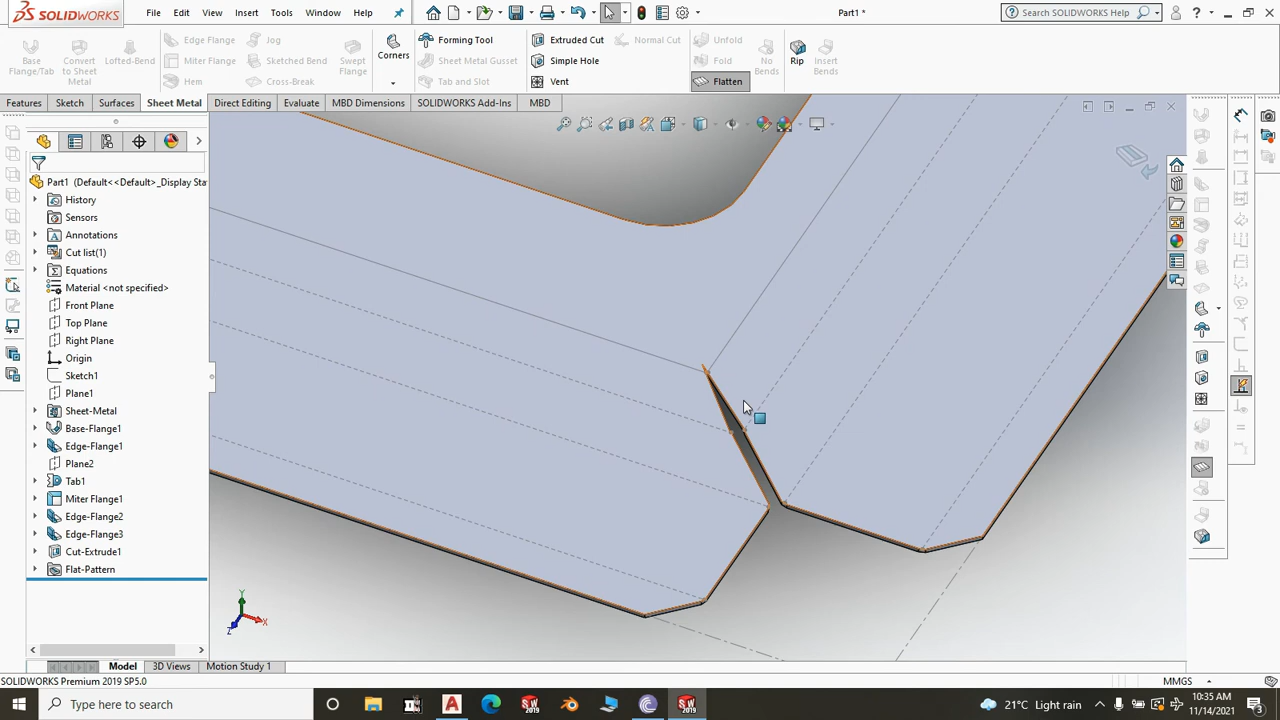 SOLIDWORKS
File Edit View Insert Tools Window Help
Part1 *
Search SOLIDWORKS Help
Base Flange/Tab
Convert to Sheet Metal
Lofted-Bend
Edge Flange
Miter Flange
Hem
Jog
Sketched Bend
Cross-Break
Swept Flange
Corners
Forming Tool
Sheet Metal Gusset
Tab and Slot
Extruded Cut
Simple Hole
Vent
Normal Cut
Unfold
Fold
Flatten
No Bends
Rip
Insert Bends
Features Sketch Surfaces Sheet Metal Direct Editing Evaluate MBD Dimensions SOLIDWORKS Add-Ins MBD
Part1 (Default<<Default>_Display Sta
History
Sensors
Annotations
Cut list(1)
Equations
Material <not specified>
Front Plane
Top Plane
Right Plane
Origin
Sketch1
Plane1
Sheet-Metal
Base-Flange1
Edge-Flange1
Plane2
Tab1
Miter Flange1
Edge-Flange2
Edge-Flange3
Cut-Extrude1
Flat-Pattern
Y
X
Z
Model 3D Views Motion Study 1
SOLIDWORKS Premium 2019 SP5.0
MMGS
Type here to search
SW 2019
SW 2019
21°C Light rain
10:35 AM
11/14/2021
3